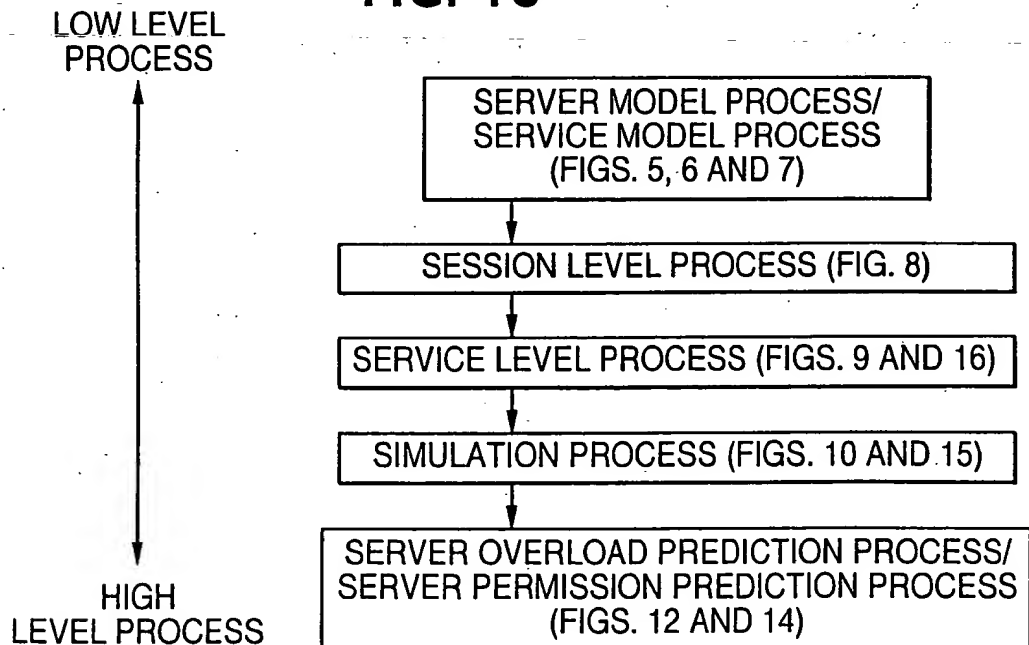 LOW LEVEL
PROCESS
SERVER MODEL PROCESS/
SERVICE MODEL PROCESS
(FIGS. 5, 6 AND 7)
SESSION LEVEL PROCESS (FIG. 8)
SERVICE LEVEL PROCESS (FIGS. 9 AND 16)
SIMULATION PROCESS (FIGS. 10 AND 15)
SERVER OVERLOAD PREDICTION PROCESS/
SERVER PERMISSION PREDICTION PROCESS
(FIGS. 12 AND 14)
HIGH
LEVEL PROCESS